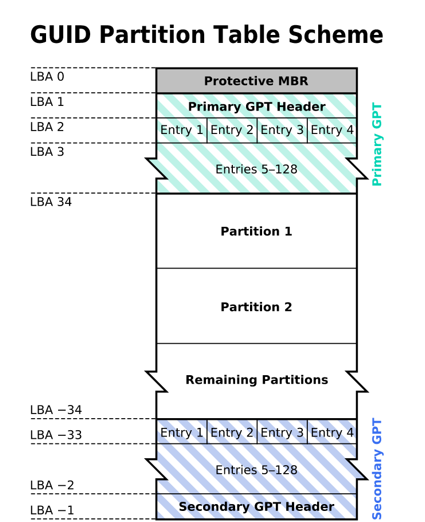 GUID Partition Table Scheme
LBA 0
Protective MBR
LBA 1
Primary GPT Header
LBA 2
Entry 1 Entry 2 Entry 3 Entry 4
LBA 3
Entries 5–128
Primary GPT
LBA 34
Partition 1
Partition 2
Remaining Partitions
LBA −34
LBA −33
Entry 1 Entry 2 Entry 3 Entry 4
Entries 5–128
LBA −2
Secondary GPT Header
LBA −1
Secondary GPT